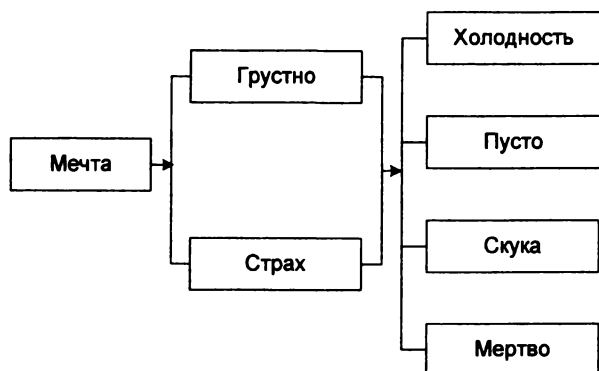 Мечта
Грустно
Страх
Холодность
Пусто
Скука
Мертво